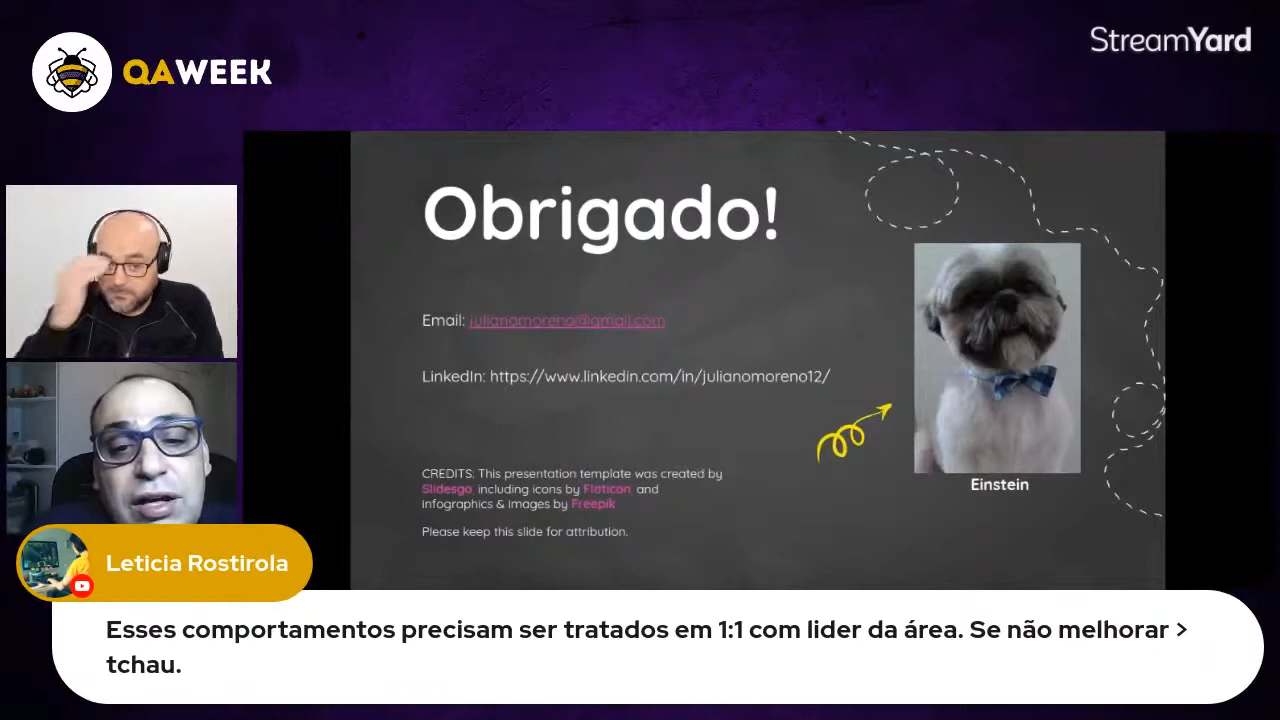 QAWEEK
StreamYard
Obrigado!
Email: julianomoreno@gmail.com
LinkedIn: https://www.linkedin.com/in/julianomoreno12/
CREDITS: This presentation template was created by
Slidesgo, including icons by Flaticon, and
infographics & images by Freepik
Please keep this slide for attribution.
Einstein
Leticia Rostirola
Esses comportamentos precisam ser tratados em 1:1 com lider da área. Se não melhorar >
tchau.